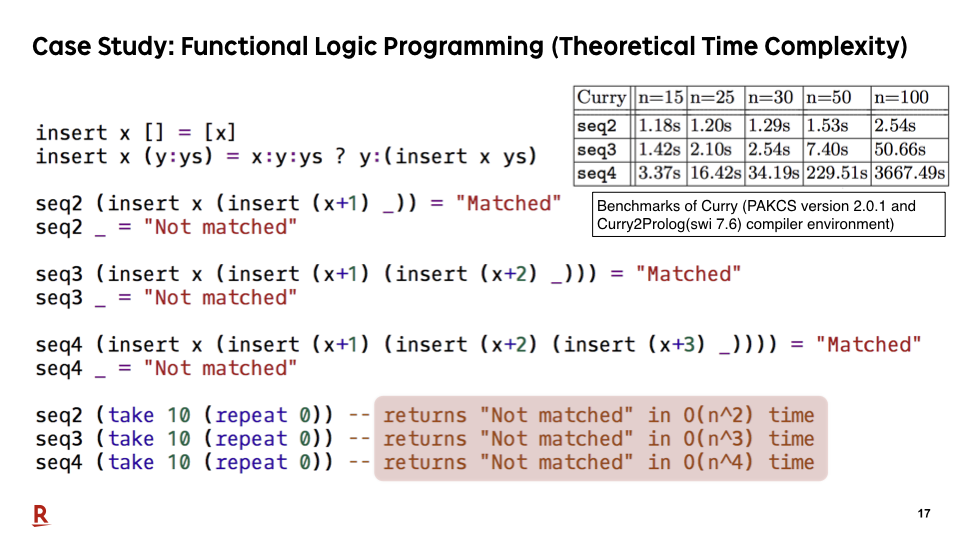 Case Study: Functional Logic Programming (Theoretical Time Complexity)
Curry n=15 n=25 n=30 n=50 n=100
seq2 1.18s 1.20s 1.29s 1.53s 2.54s
seq3 1.42s 2.10s 2.54s 7.40s 50.66s
seq4 3.37s 16.42s 34.19s 229.51s 3667.49s
Benchmarks of Curry (PAKCS version 2.0.1 and
Curry2Prolog(swi 7.6) compiler environment)
insert x [] = [x]
insert x (y:ys) = x:y:ys ? y:(insert x ys)
seq2 (insert x (insert (x+1) _)) = "Matched"
seq2 _ = "Not matched"
seq3 (insert x (insert (x+1) (insert (x+2) _))) = "Matched"
seq3 _ = "Not matched"
seq4 (insert x (insert (x+1) (insert (x+2) (insert (x+3) _)))) = "Matched"
seq4 _ = "Not matched"
seq2 (take 10 (repeat 0)) -- returns "Not matched" in O(n^2) time
seq3 (take 10 (repeat 0)) -- returns "Not matched" in O(n^3) time
seq4 (take 10 (repeat 0)) -- returns "Not matched" in O(n^4) time
R
17